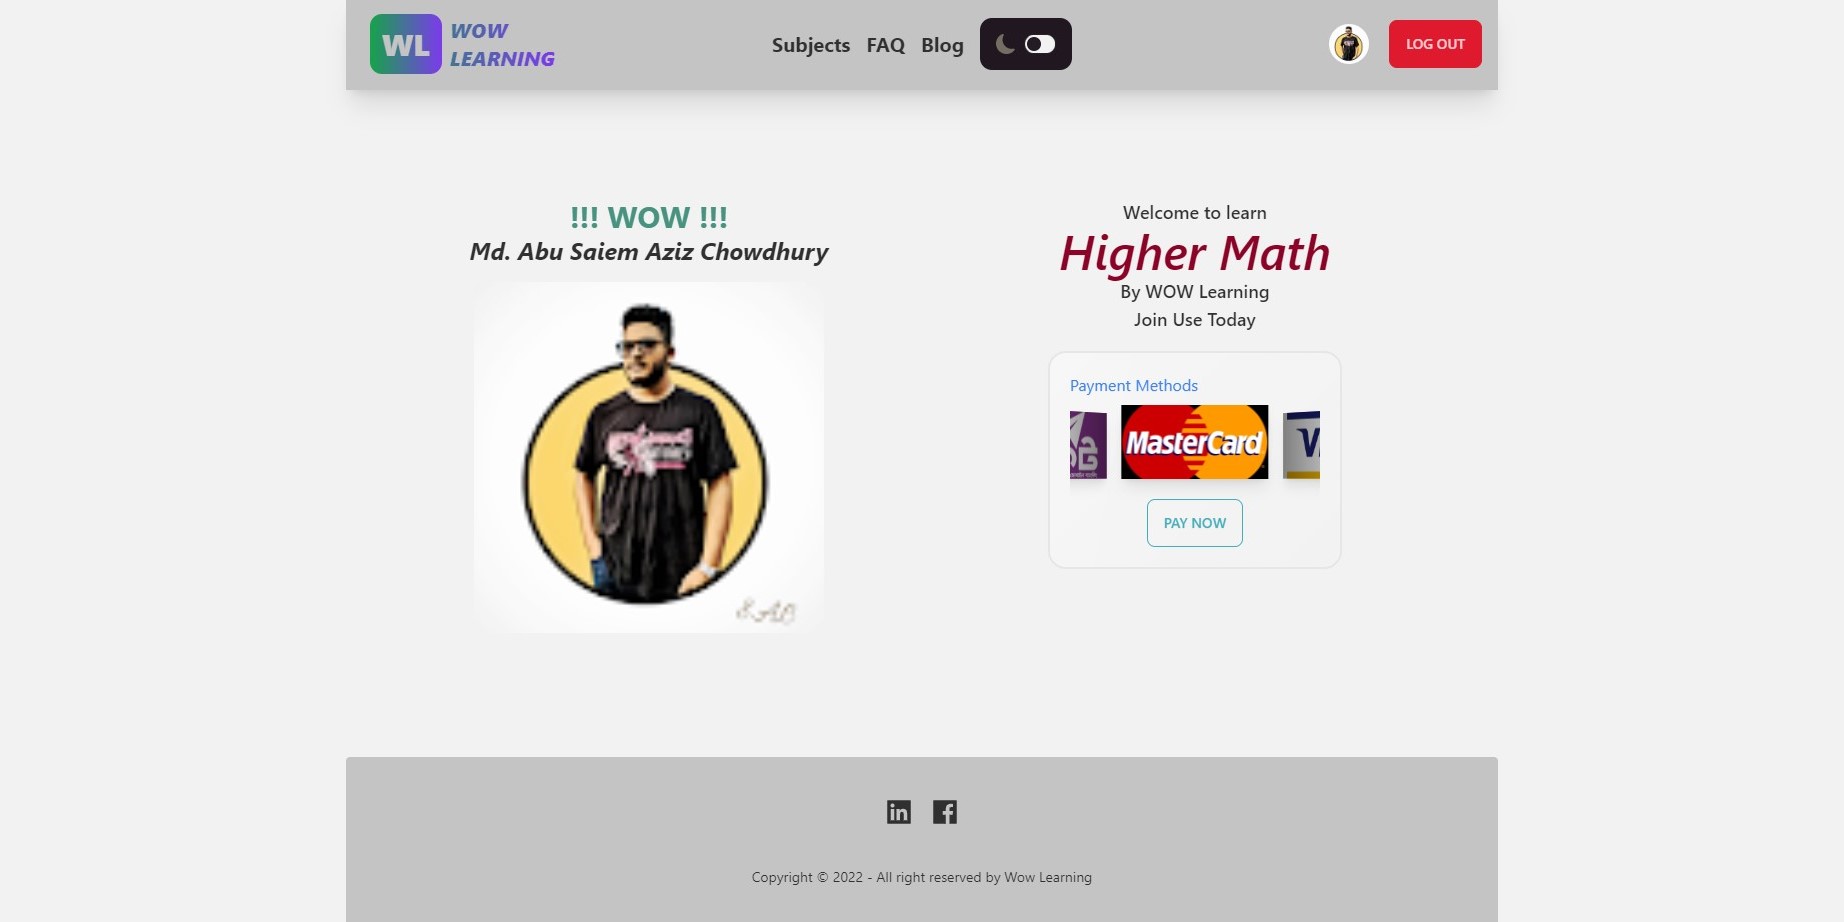 WL
WOW
LEARNING
Subjects FAQ Blog
LOG OUT
!!! WOW !!!
Md. Abu Saiem Aziz Chowdhury
Welcome to learn
Higher Math
By WOW Learning
Join Use Today
Payment Methods
MasterCard
PAY NOW
Copyright © 2022 - All right reserved by Wow Learning